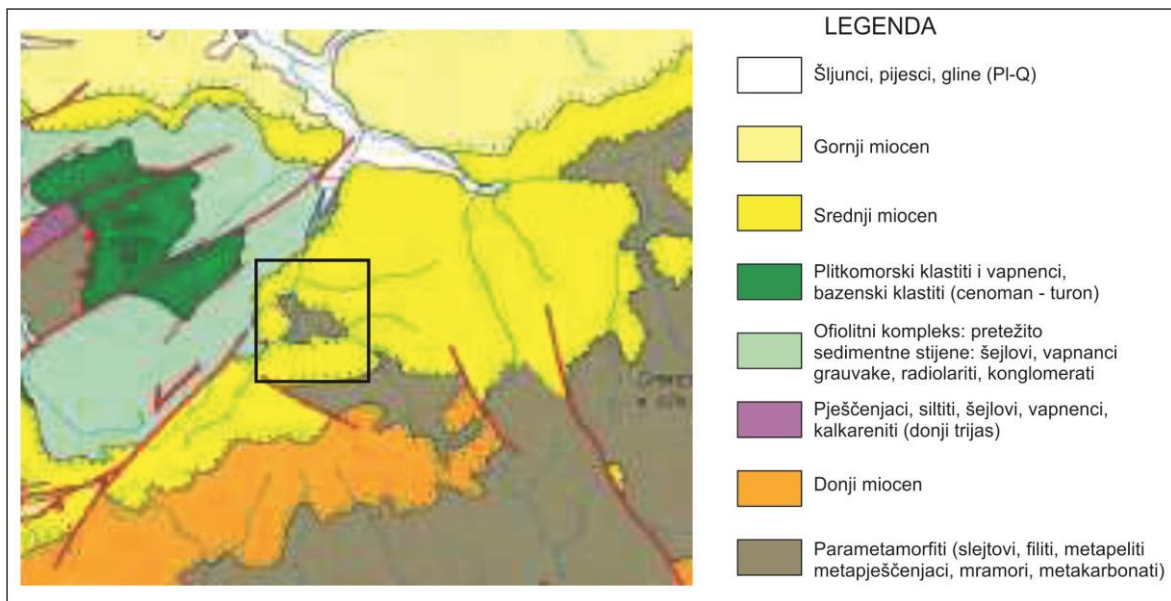 LEGENDA
Šljunci, pijesci, gline (Pl-Q)
Gornji miocen
Srednji miocen
Plitkomorski klastiti i vapnenci,
bazenski klastiti (cenoman - turon)
Ofiolitni kompleks: pretežito
sedimentne stijene: šejlovi, vapnanci
grauvake, radiolariti, konglomerati
Pješčenjaci, siltiti, šejlovi, vapnenci,
kalkareniti (donji trijas)
Donji miocen
Parametamorfiti (slejtovi, filiti, metapeliti
metapješčenjaci, mramori, metakarbonati)